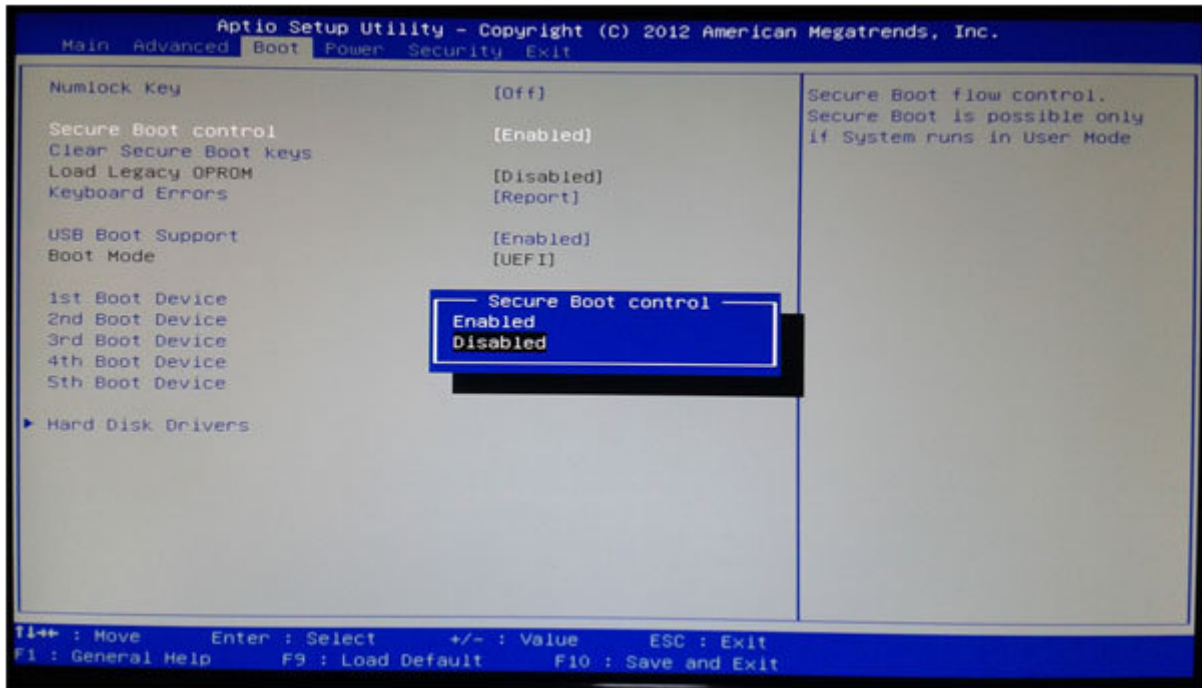 Aptio Setup Utility - Copyright (C) 2012 American Megatrends, Inc.
Main Advanced Boot Power Security Exit
Numlock Key [Off]
Secure Boot control [Enabled]
Clear Secure Boot keys
Load Legacy OPROM [Disabled]
Keyboard Errors [Report]
USB Boot Support [Enabled]
Boot Mode [UEFI]
1st Boot Device
2nd Boot Device
3rd Boot Device
4th Boot Device
5th Boot Device
Hard Disk Drivers
Secure Boot control
Enabled
Disabled
Secure Boot flow control.
Secure Boot is possible only
if System runs in User Mode
↑↓→← : Move Enter : Select +/- : Value ESC : Exit
F1 : General Help F9 : Load Default F10 : Save and Exit